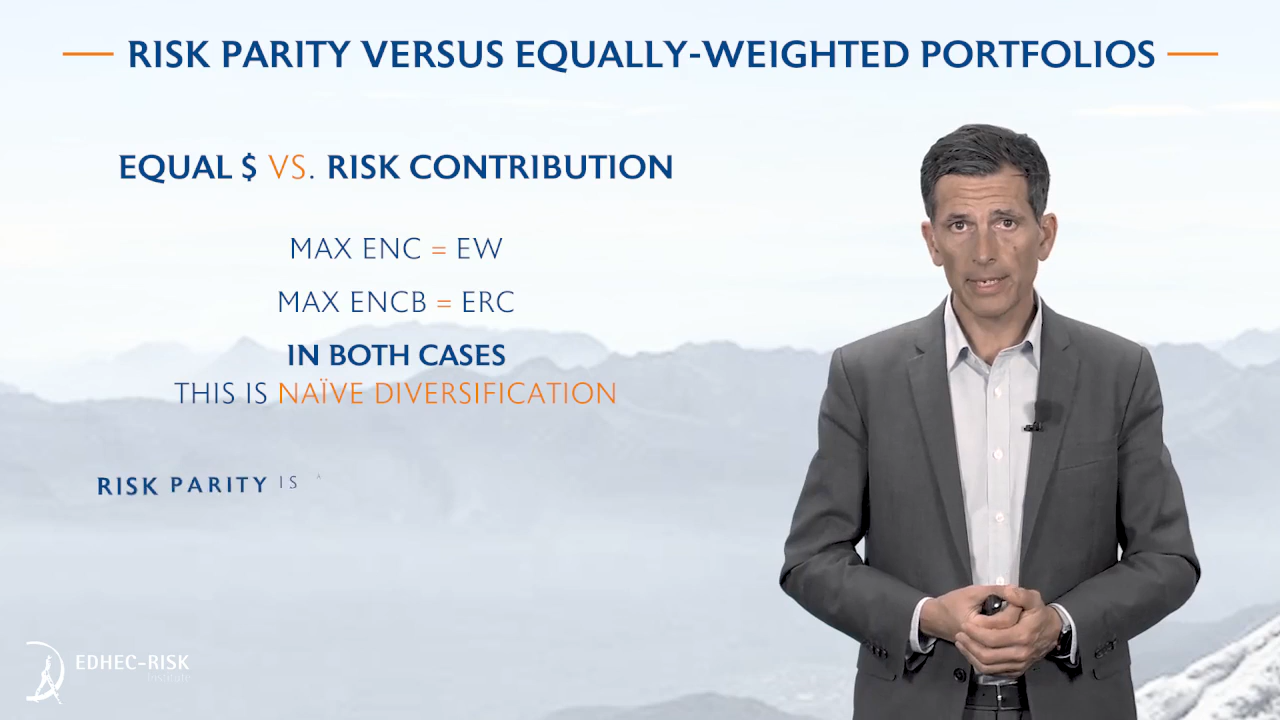 RISK PARITY VERSUS EQUALLY-WEIGHTED PORTFOLIOS
EQUAL $ VS. RISK CONTRIBUTION
MAX ENC = EW
MAX ENCB = ERC
IN BOTH CASES
THIS IS NAÏVE DIVERSIFICATION
RISK PARITY IS A
EDHEC-RISK
Institute